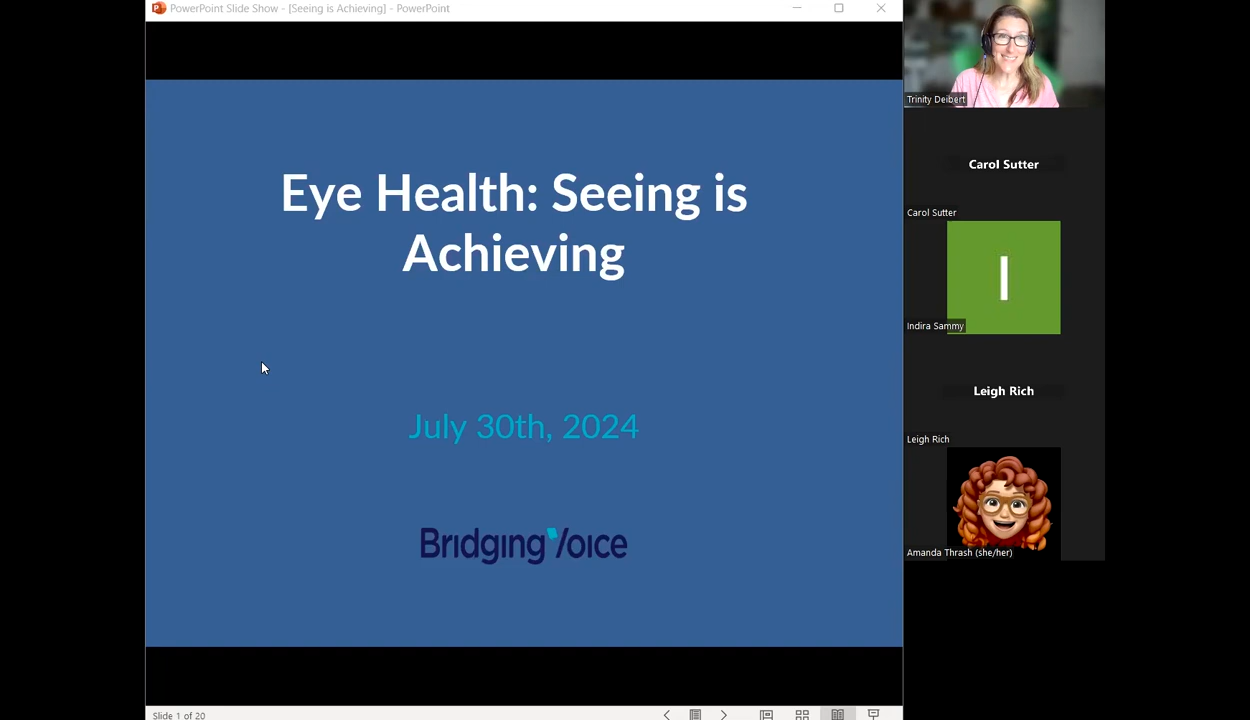 PowerPoint Slide Show - [Seeing is Achieving] - PowerPoint
Eye Health: Seeing is
Achieving
July 30th, 2024
BridgingVoice
Slide 1 of 20
Trinity Deibert
Carol Sutter
Carol Sutter
I
Indira Sammy
Leigh Rich
Leigh Rich
Amanda Thrash (she/her)